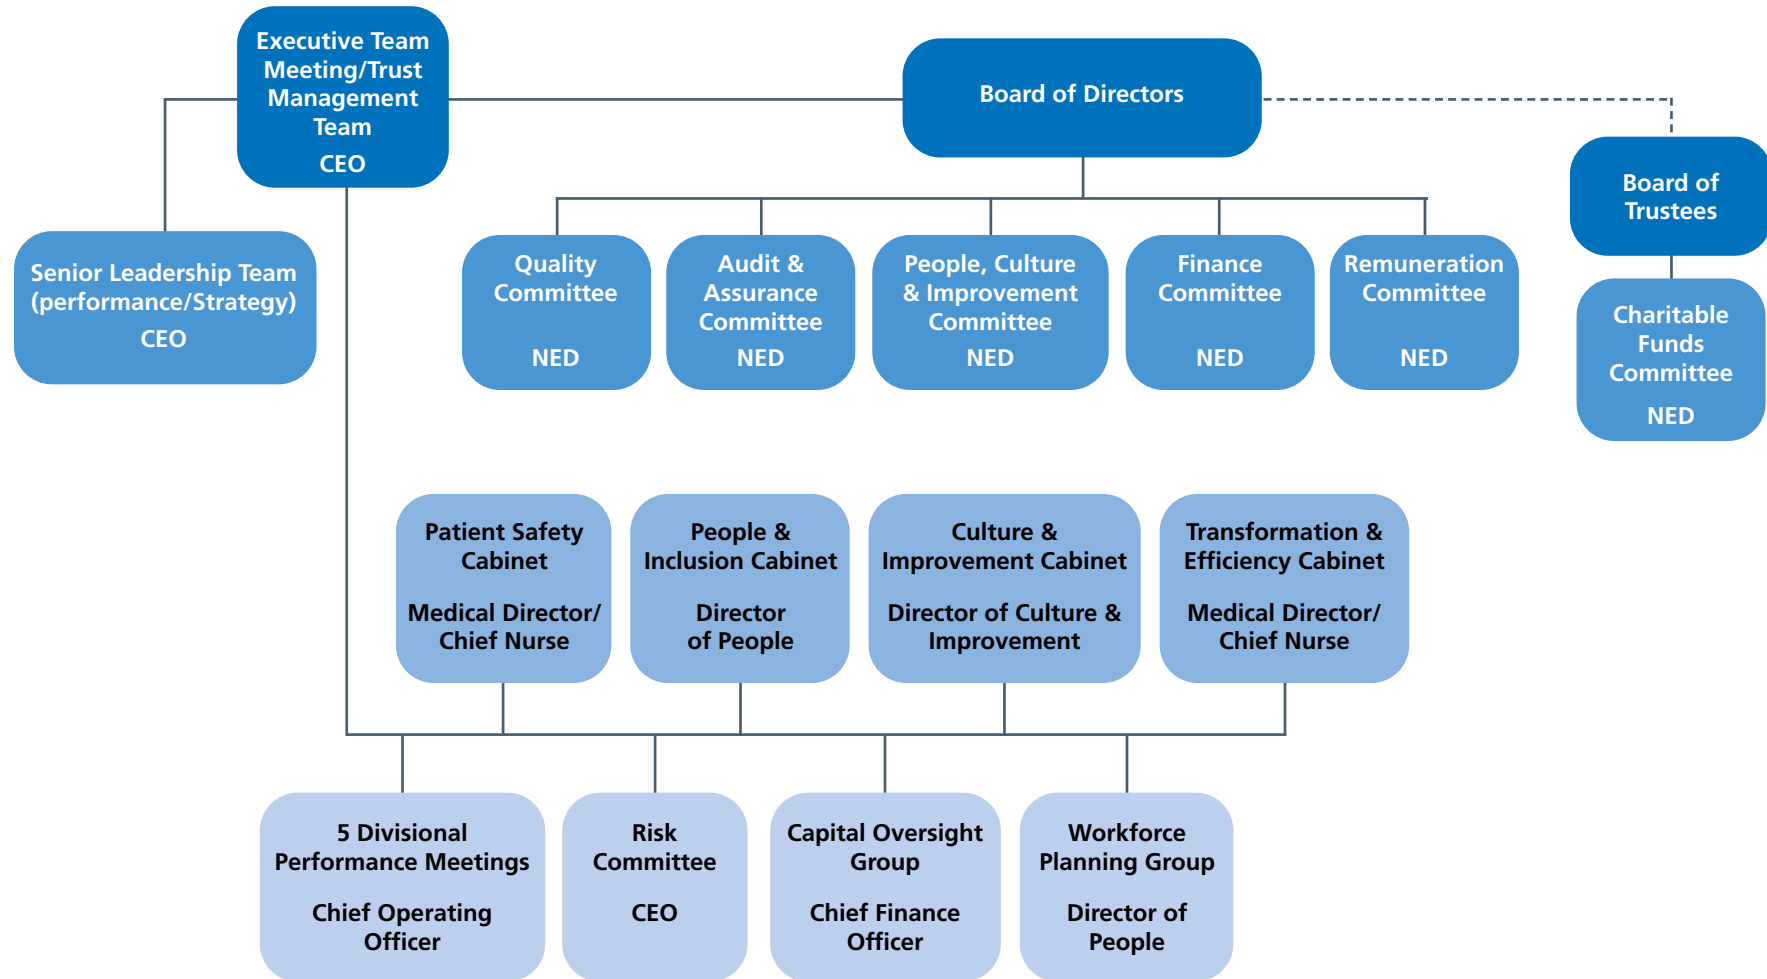 Executive Team
Meeting/Trust
Management
Team
CEO
Board of Directors
Board of
Trustees
Senior Leadership Team
(performance/Strategy)
CEO
Quality
Committee
NED
Audit &
Assurance
Committee
NED
People, Culture
& Improvement
Committee
NED
Finance
Committee
NED
Remuneration
Committee
NED
Charitable
Funds
Committee
NED
Patient Safety
Cabinet
Medical Director/
Chief Nurse
People &
Inclusion Cabinet
Director
of People
Culture &
Improvement Cabinet
Director of Culture &
Improvement
Transformation &
Efficiency Cabinet
Medical Director/
Chief Nurse
5 Divisional
Performance Meetings
Chief Operating
Officer
Risk
Committee
CEO
Capital Oversight
Group
Chief Finance
Officer
Workforce
Planning Group
Director of
People